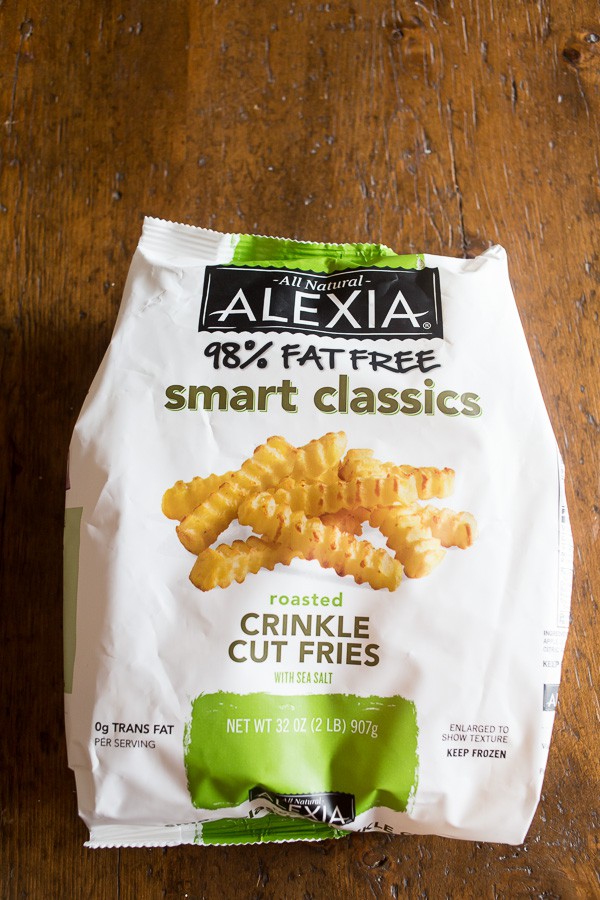 -All Natural-
ALEXIA®
98% FAT FREE
smart classics
roasted
CRINKLE
CUT FRIES
WITH SEA SALT
NET WT 32 OZ (2 LB) 907g
0g TRANS FAT
PER SERVING
ENLARGED TO
SHOW TEXTURE
KEEP FROZEN
All Natural
ALEXIA